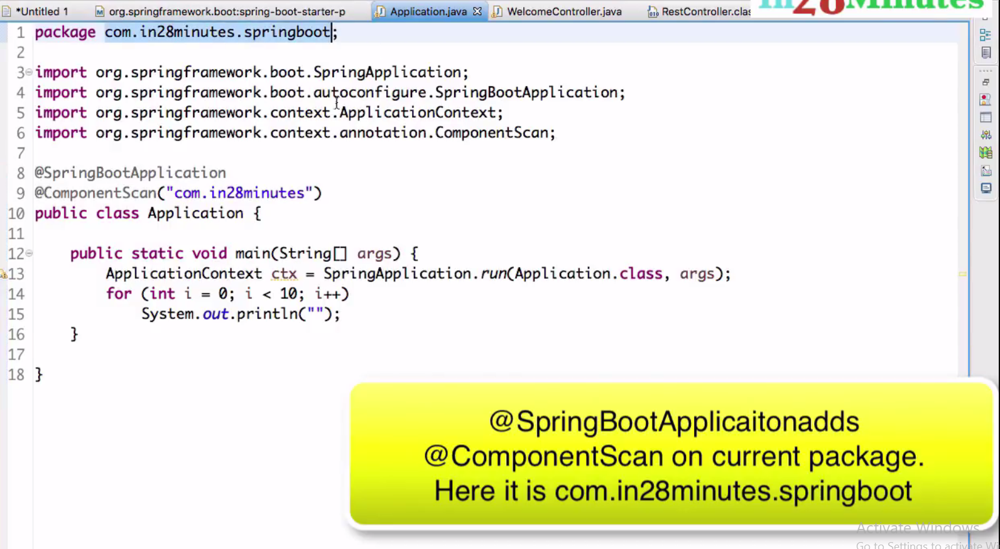 *Untitled 1
org.springframework.boot:spring-boot-starter-p
Application.java
WelcomeController.java
RestController.clas
in28Minutes
1 package com.in28minutes.springboot;
2
3 import org.springframework.boot.SpringApplication;
4 import org.springframework.boot.autoconfigure.SpringBootApplication;
5 import org.springframework.context.ApplicationContext;
6 import org.springframework.context.annotation.ComponentScan;
7
8 @SpringBootApplication
9 @ComponentScan("com.in28minutes")
10 public class Application {
11
12 public static void main(String[] args) {
13 ApplicationContext ctx = SpringApplication.run(Application.class, args);
14 for (int i = 0; i < 10; i++)
15 System.out.println("");
16 }
17
18 }
@SpringBootApplicaitonadds
@ComponentScan on current package.
Here it is com.in28minutes.springboot
Activate Windows
Go to Settings to activate Wi